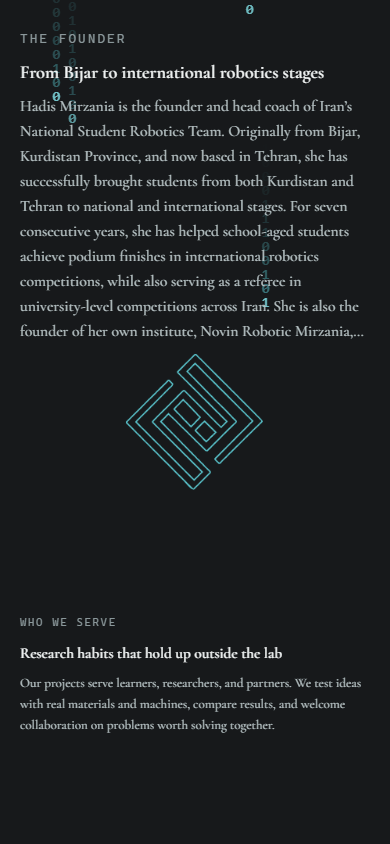 THE FOUNDER
From Bijar to international robotics stages
Hadis Mirzania is the founder and head coach of Iran's
National Student Robotics Team. Originally from Bijar,
Kurdistan Province, and now based in Tehran, she has
successfully brought students from both Kurdistan and
Tehran to national and international stages. For seven
consecutive years, she has helped school-aged students
achieve podium finishes in international robotics
competitions, while also serving as a referee in
university-level competitions across Iran. She is also the
founder of her own institute, Novin Robotic Mirzania,...
WHO WE SERVE
Research habits that hold up outside the lab
Our projects serve learners, researchers, and partners. We test ideas
with real materials and machines, compare results, and welcome
collaboration on problems worth solving together.